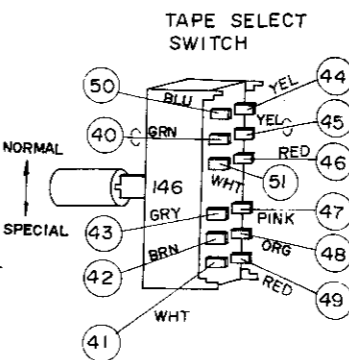 TAPE SELECT
SWITCH
50
BLU
YEL
44
40
GRN
YEL
45
NORMAL
RED
46
WHT
51
146
SPECIAL
43
GRY
PINK
47
42
BRN
ORG
48
RED
49
41
WHT